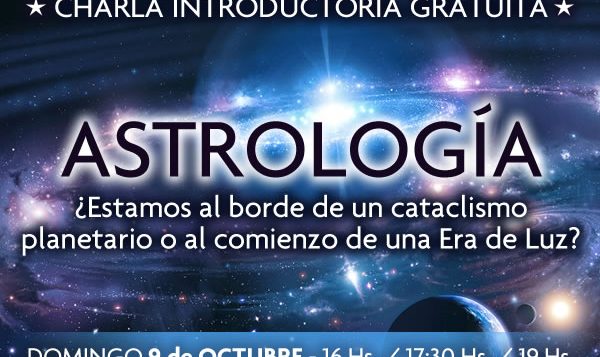 ★ CHARLA INTRODUCTORIA GRATUITA ★
ASTROLOGÍA
¿Estamos al borde de un cataclismo
planetario o al comienzo de una Era de Luz?
DOMINGO 9 de OCTUBRE - 16 Hs. / 17:30 Hs. / 19 Hs.